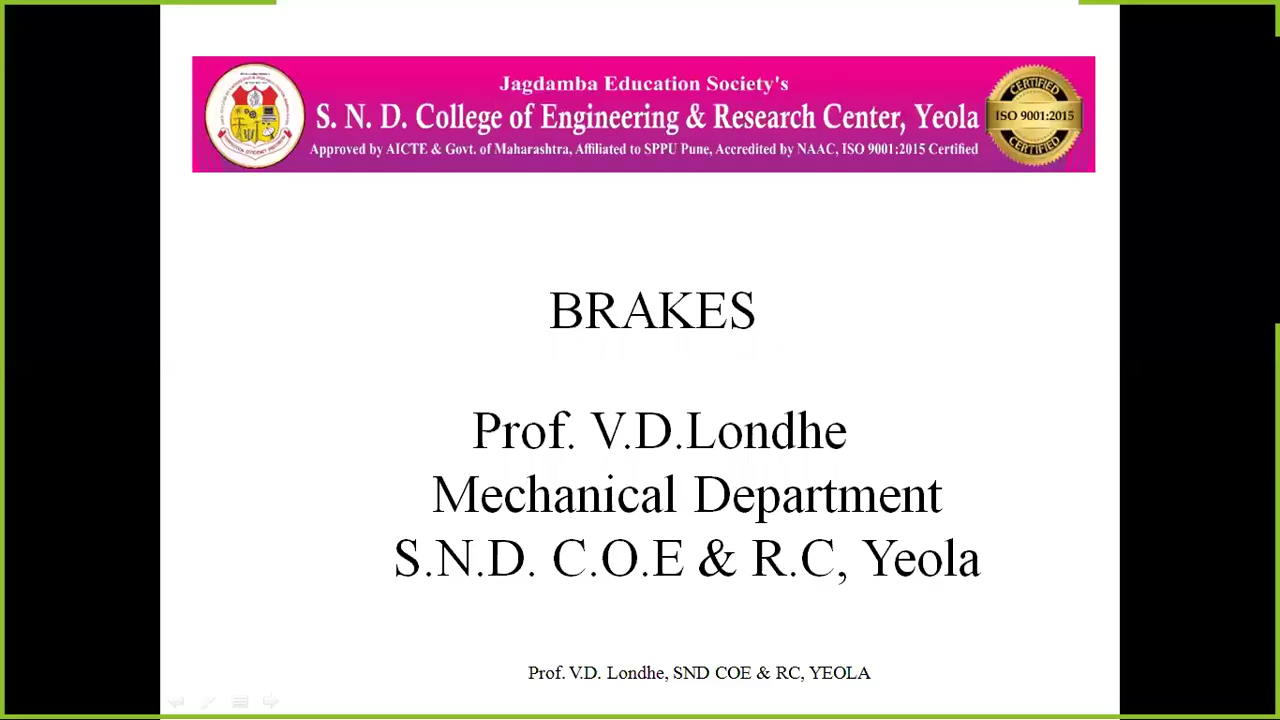 Jagdamba Education Society's
S. N. D. College of Engineering & Research Center, Yeola
Approved by AICTE & Govt. of Maharashtra, Affiliated to SPPU Pune, Accredited by NAAC, ISO 9001:2015 Certified
CERTIFIED
ISO 9001:2015
CERTIFIED
BRAKES
Prof. V.D.Londhe
Mechanical Department
S.N.D. C.O.E & R.C, Yeola
Prof. V.D. Londhe, SND COE & RC, YEOLA